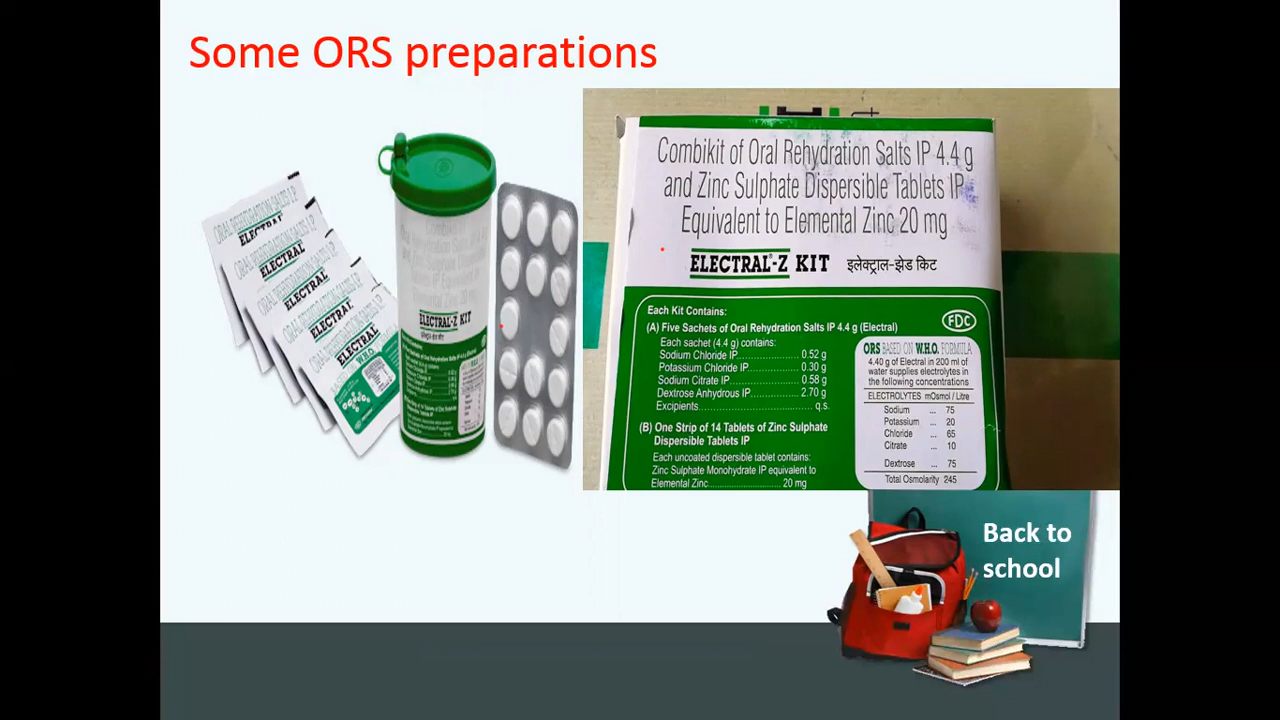 Some ORS preparations
ORAL REHYDRATION SALTS I.P.
ELECTRAL
ELECTRAL
ELECTRAL
ELECTRAL
W.H.O.
ELECTRAL-Z KIT
Combikit of Oral Rehydration Salts IP 4.4 g
and Zinc Sulphate Dispersible Tablets IP
Equivalent to Elemental Zinc 20 mg
ELECTRAL®-Z KIT इलेक्ट्राल-झेड किट
Each Kit Contains:
(A) Five Sachets of Oral Rehydration Salts IP 4.4 g (Electral)
Each sachet (4.4 g) contains:
Sodium Chloride IP........................ 0.52 g
Potassium Chloride IP.................... 0.30 g
Sodium Citrate IP.......................... 0.58 g
Dextrose Anhydrous IP.................. 2.70 g
Excipients.................................... q.s.
(B) One Strip of 14 Tablets of Zinc Sulphate
Dispersible Tablets IP
Each uncoated dispersible tablet contains:
Zinc Sulphate Monohydrate IP equivalent to
Elemental Zinc........................... 20 mg
FDC
ORS BASED ON W.H.O. FORMULA
4.40 g of Electral in 200 ml of
water supplies electrolytes in
the following concentrations
ELECTROLYTES mOsmol / Litre
Sodium ... 75
Potassium ... 20
Chloride ... 65
Citrate ... 10
Dextrose ... 75
Total Osmolarity 245
Back to
school